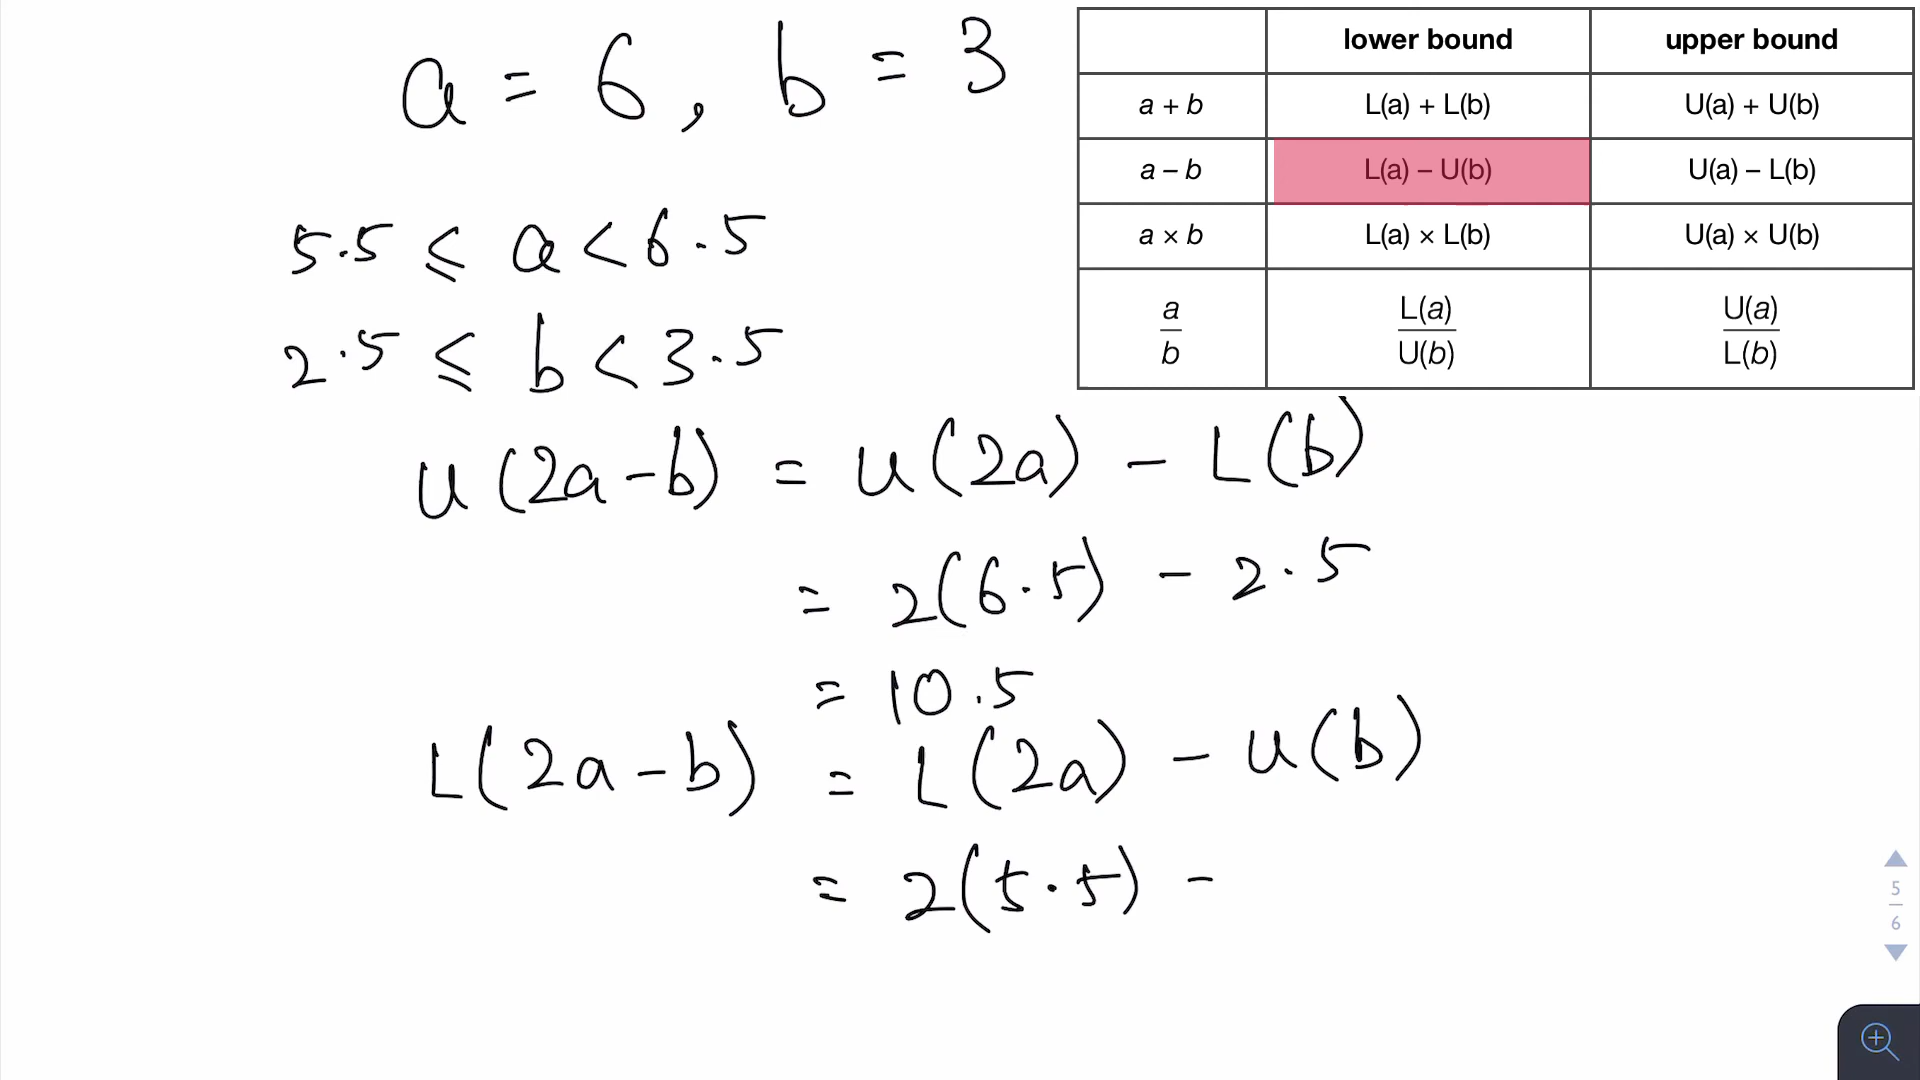 a = 6, b = 3
5.5 ⩽ a < 6.5
2.5 ⩽ b < 3.5
U(2a-b) = U(2a) - L(b)
= 2(6.5) - 2.5
= 10.5
L(2a-b) = L(2a) - U(b)
= 2(5.5) -
lower bound upper bound
a + b L(a) + L(b) U(a) + U(b)
a – b L(a) – U(b) U(a) – L(b)
a × b L(a) × L(b) U(a) × U(b)
a L(a) U(a)
b U(b) L(b)
5
6